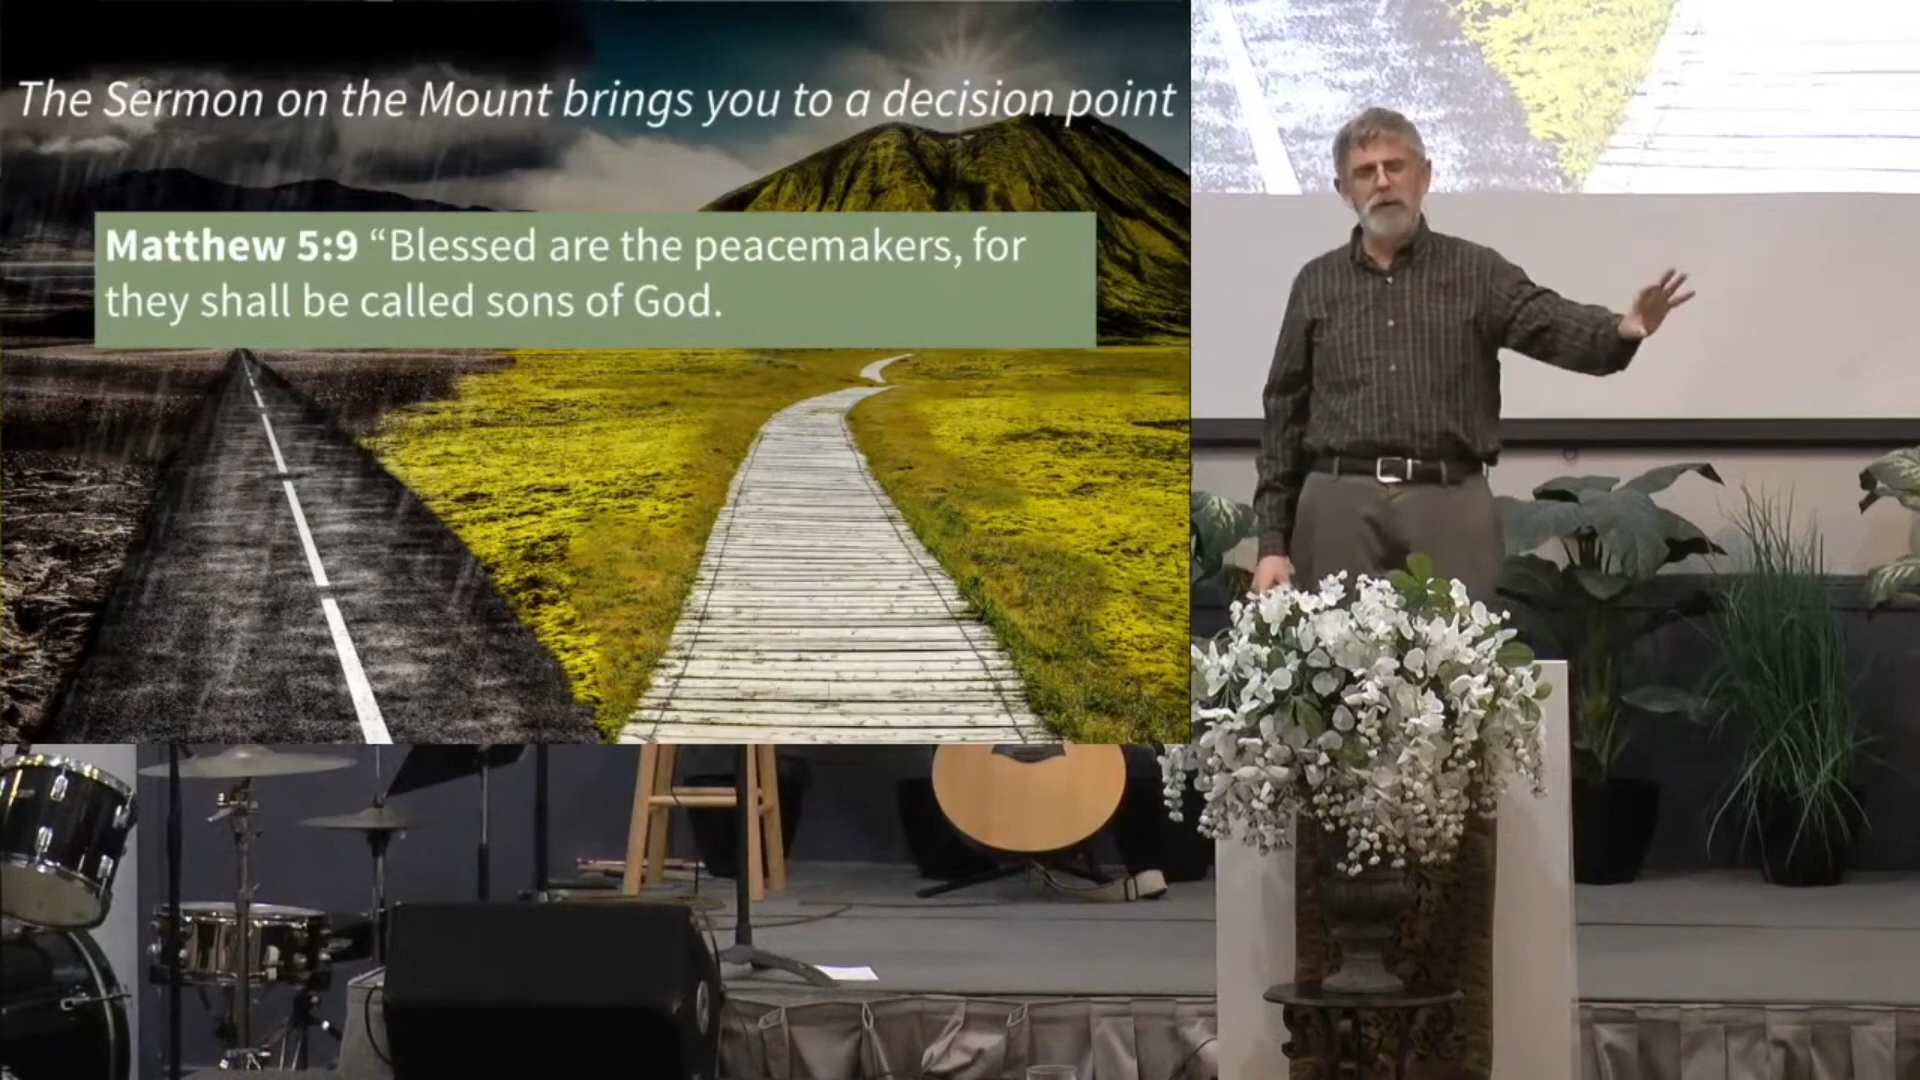 The Sermon on the Mount brings you to a decision point
Matthew 5:9 “Blessed are the peacemakers, for
they shall be called sons of God.